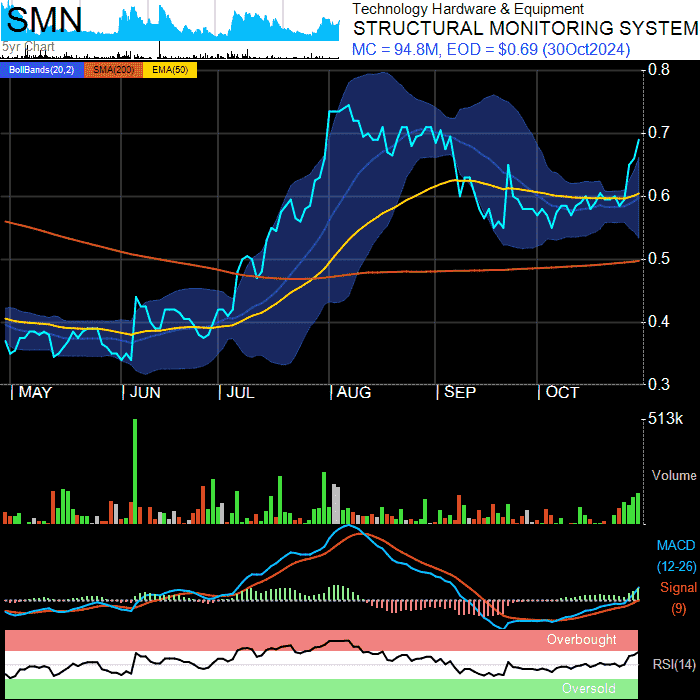 SMN
5yr Chart
Technology Hardware & Equipment
STRUCTURAL MONITORING SYSTEM
MC = 94.8M, EOD = $0.69 (30Oct2024)
BollBands(20,2) SMA(200) EMA(50)
0.8
0.7
0.6
0.5
0.4
0.3
MAY JUN JUL AUG SEP OCT
513k
Volume
MACD
(12-26)
Signal
(9)
Overbought
RSI(14)
Oversold